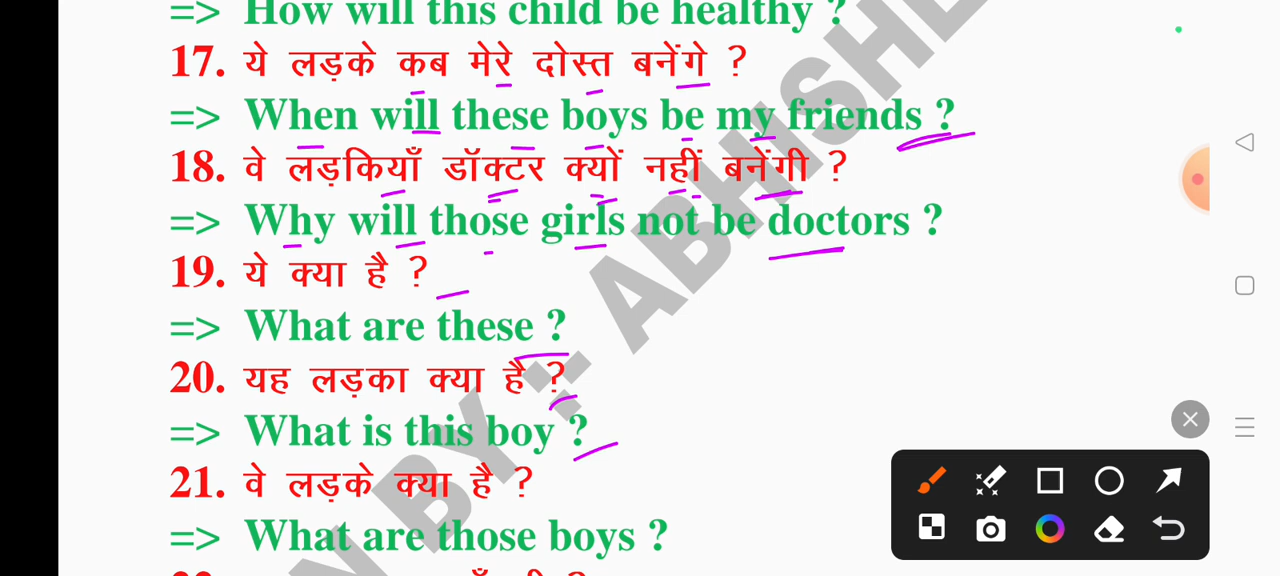 => How will this child be healthy ?
17. ये लड़के कब मेरे दोस्त बनेंगे ?
=> When will these boys be my friends ?
18. वे लड़कियाँ डॉक्टर क्यों नहीं बनेंगी ?
=> Why will those girls not be doctors ?
19. ये क्या है ?
=> What are these ?
20. यह लड़का क्या है ?
=> What is this boy ?
21. वे लड़के क्या है ?
=> What are those boys ?
N BY : ABHISHE